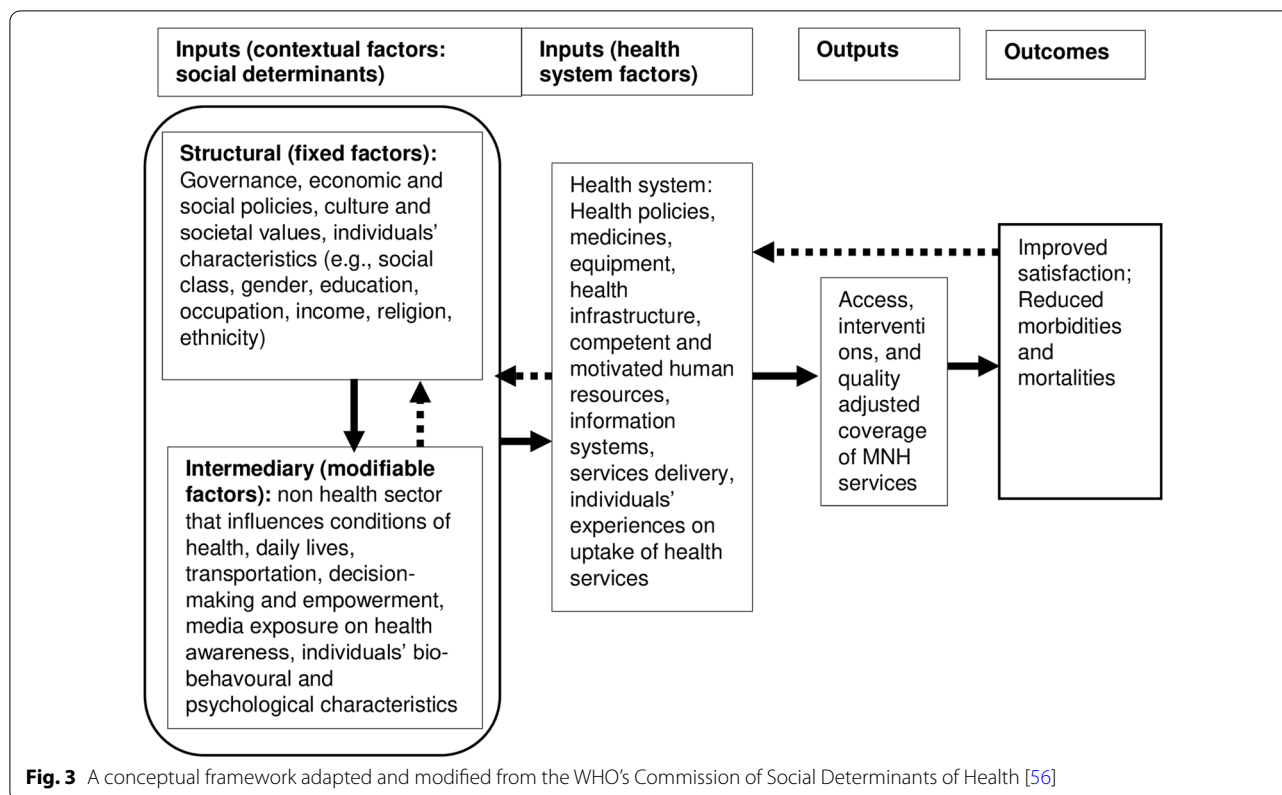 Inputs (contextual factors:
social determinants)
Inputs (health
system factors)
Outputs
Outcomes
Structural (fixed factors):
Governance, economic and
social policies, culture and
societal values, individuals’
characteristics (e.g., social
class, gender, education,
occupation, income, religion,
ethnicity)
Intermediary (modifiable
factors): non health sector
that influences conditions of
health, daily lives,
transportation, decision-
making and empowerment,
media exposure on health
awareness, individuals’ bio-
behavoural and
psychological characteristics
Health system:
Health policies,
medicines,
equipment,
health
infrastructure,
competent and
motivated human
resources,
information
systems,
services delivery,
individuals’
experiences on
uptake of health
services
Access,
interventi
ons, and
quality
adjusted
coverage
of MNH
services
Improved
satisfaction;
Reduced
morbidities
and
mortalities
Fig. 3 A conceptual framework adapted and modified from the WHO’s Commission of Social Determinants of Health [56]